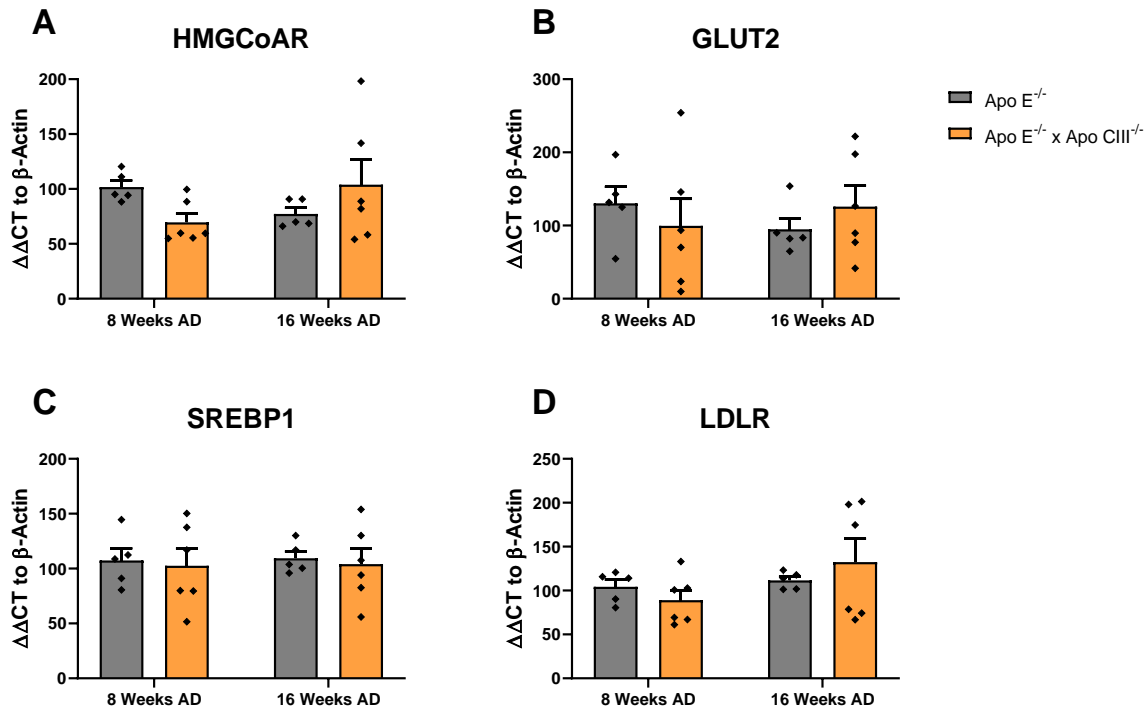 A
HMGCoAR
ΔΔCT to β-Actin
200
150
100
50
0
8 Weeks AD
16 Weeks AD
B
GLUT2
ΔΔCT to β-Actin
300
200
100
0
8 Weeks AD
16 Weeks AD
Apo E⁻/⁻
Apo E⁻/⁻ x Apo CIII⁻/⁻
C
SREBP1
ΔΔCT to β-Actin
200
150
100
50
0
8 Weeks AD
16 Weeks AD
D
LDLR
ΔΔCT to β-Actin
250
200
150
100
50
0
8 Weeks AD
16 Weeks AD